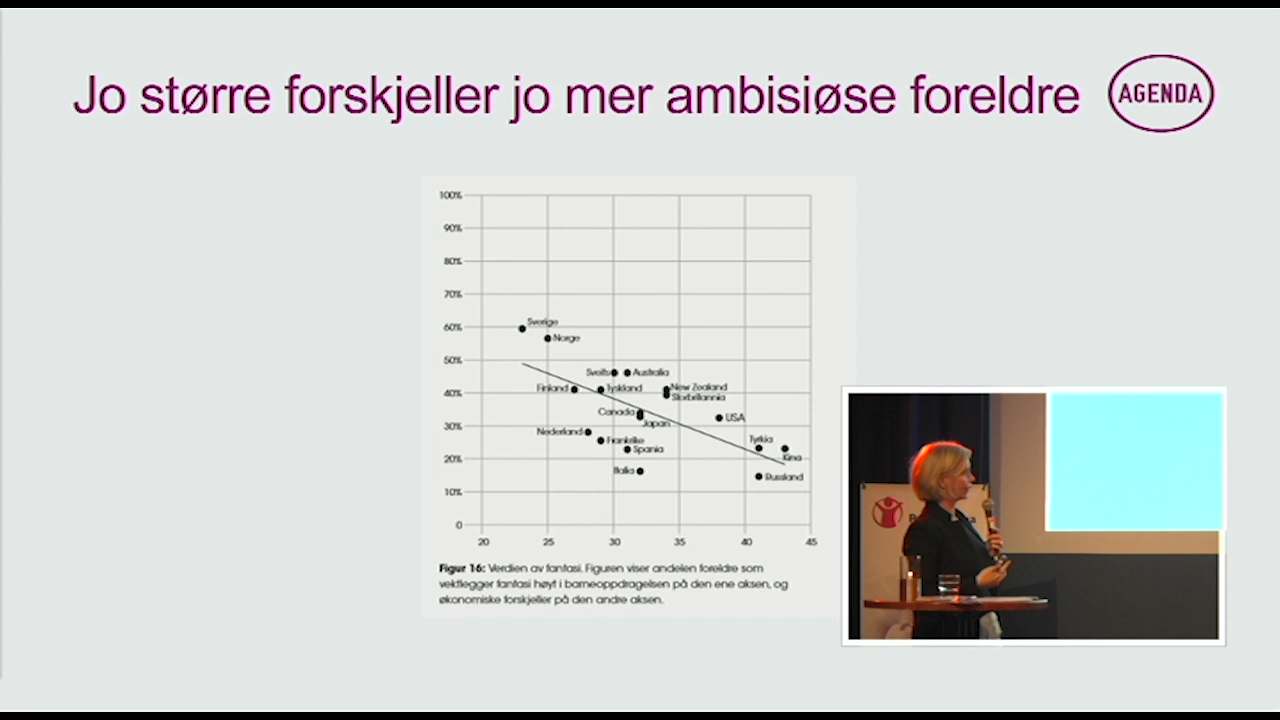 Jo større forskjeller jo mer ambisiøse foreldre
AGENDA
100%
90%
80%
70%
60%
50%
40%
30%
20%
10%
0
Sverige
Norge
Sveits
Australia
Finland
Tyskland
New Zealand
Storbritannia
Canada
Japan
USA
Nederland
Frankrike
Spania
Tyrkia
Kina
Italia
Russland
20 25 30 35 40 45
Figur 16: Verdien av fantasi. Figuren viser andelen foreldre som
vektlegger fantasi høyt i barneoppdragelsen på den ene aksen, og
økonomiske forskjeller på den andre aksen.